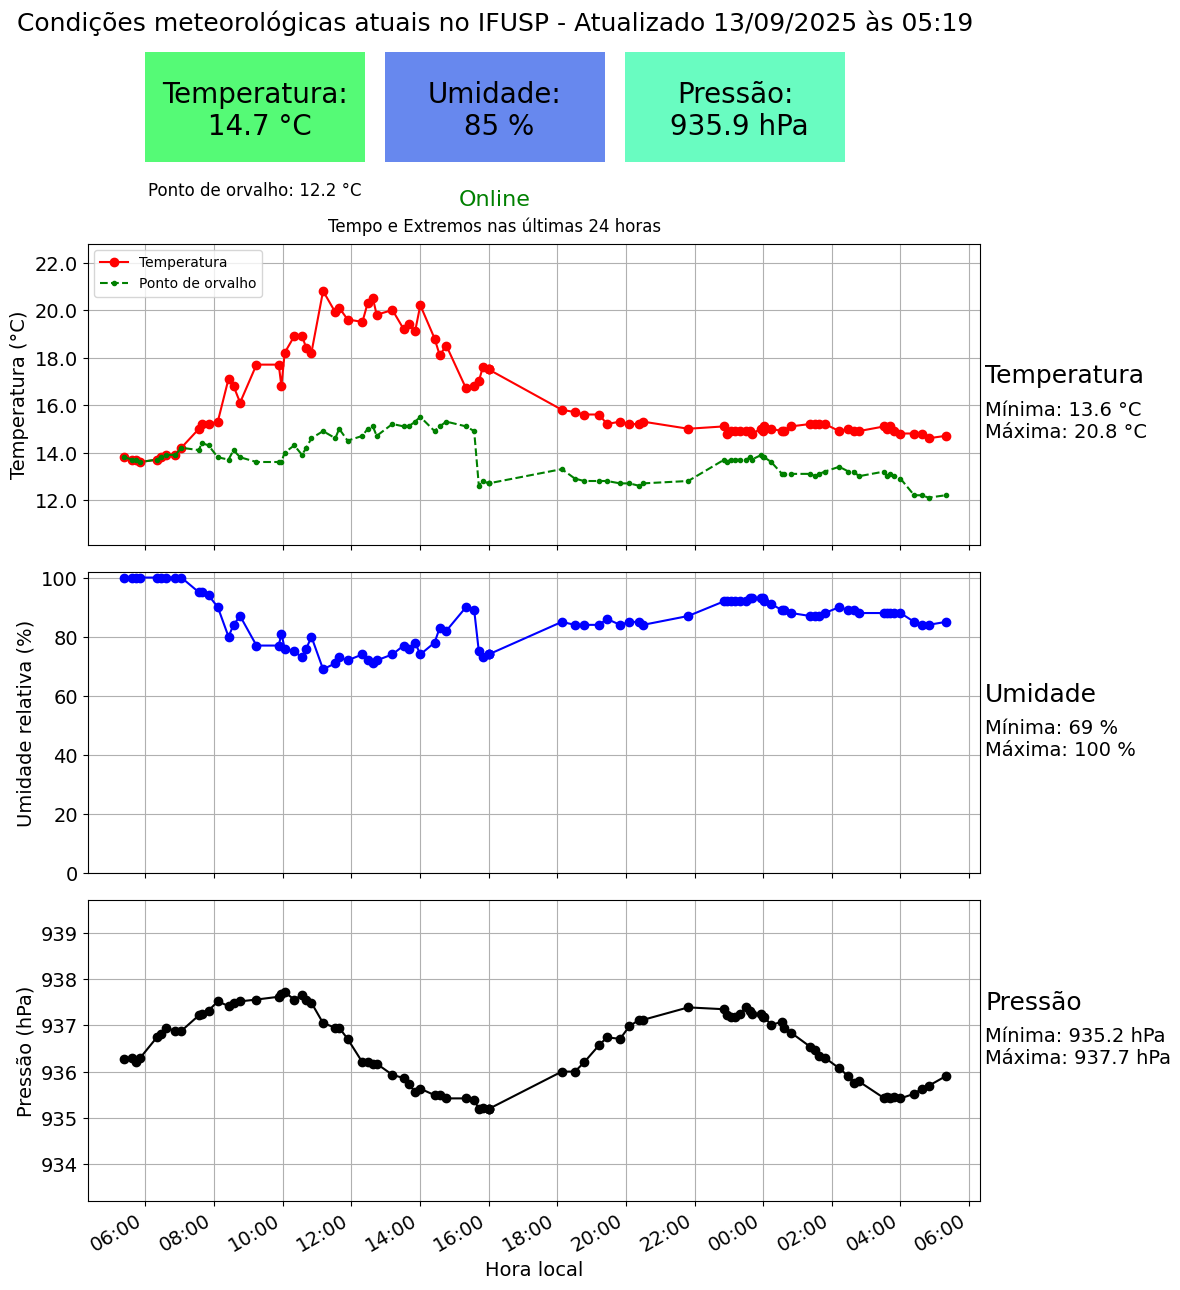 Condições meteorológicas atuais no IFUSP - Atualizado 13/09/2025 às 05:19
Temperatura:
14.7 °C
Umidade:
85 %
Pressão:
935.9 hPa
Ponto de orvalho: 12.2 °C
Online
Tempo e Extremos nas últimas 24 horas
Temperatura
Ponto de orvalho
Temperatura (°C)
22.0
20.0
18.0
16.0
14.0
12.0
Temperatura
Mínima: 13.6 °C
Máxima: 20.8 °C
Umidade relativa (%)
100
80
60
40
20
0
Umidade
Mínima: 69 %
Máxima: 100 %
Pressão (hPa)
939
938
937
936
935
934
Pressão
Mínima: 935.2 hPa
Máxima: 937.7 hPa
06:00
08:00
10:00
12:00
14:00
16:00
18:00
20:00
22:00
00:00
02:00
04:00
06:00
Hora local